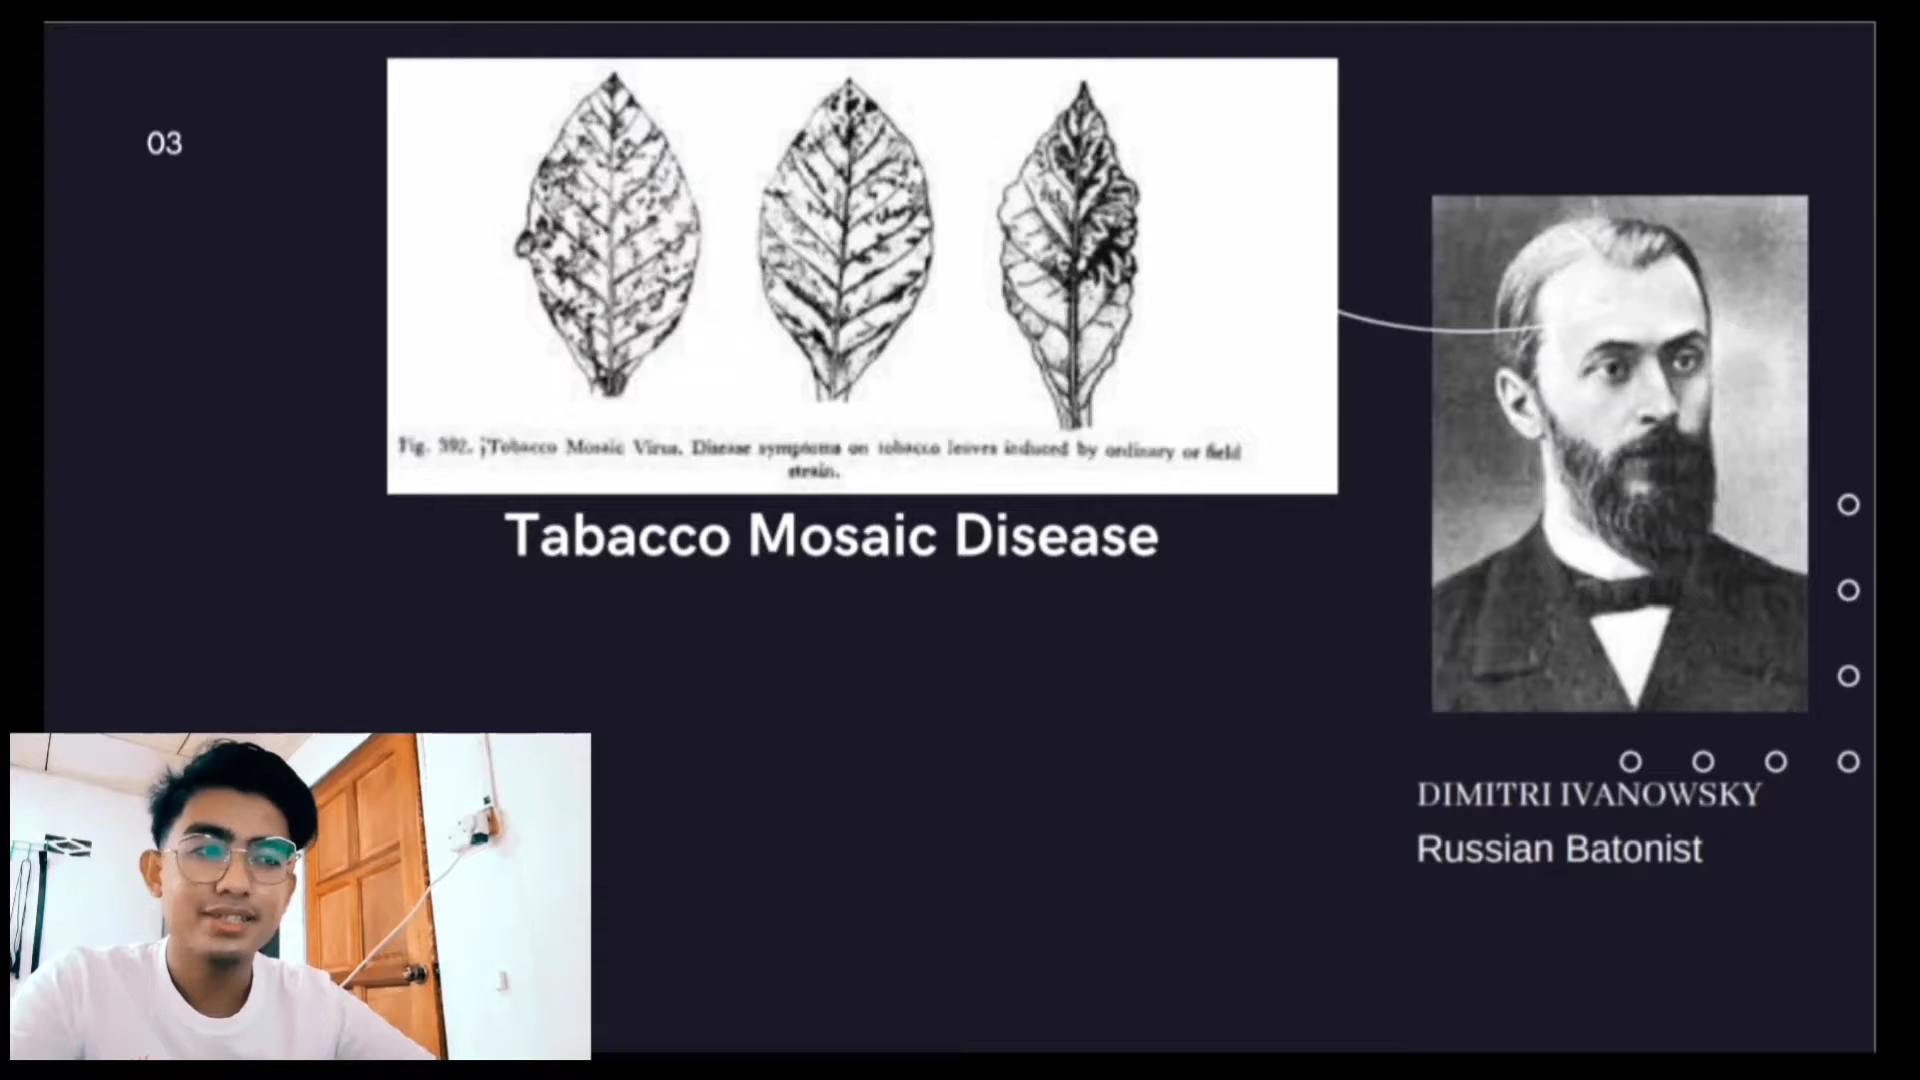 03
Fig. 392. Tobacco Mosaic Virus. Disease symptoms on tobacco leaves induced by ordinary or field
strain.
Tabacco Mosaic Disease
DIMITRI IVANOWSKY
Russian Batonist